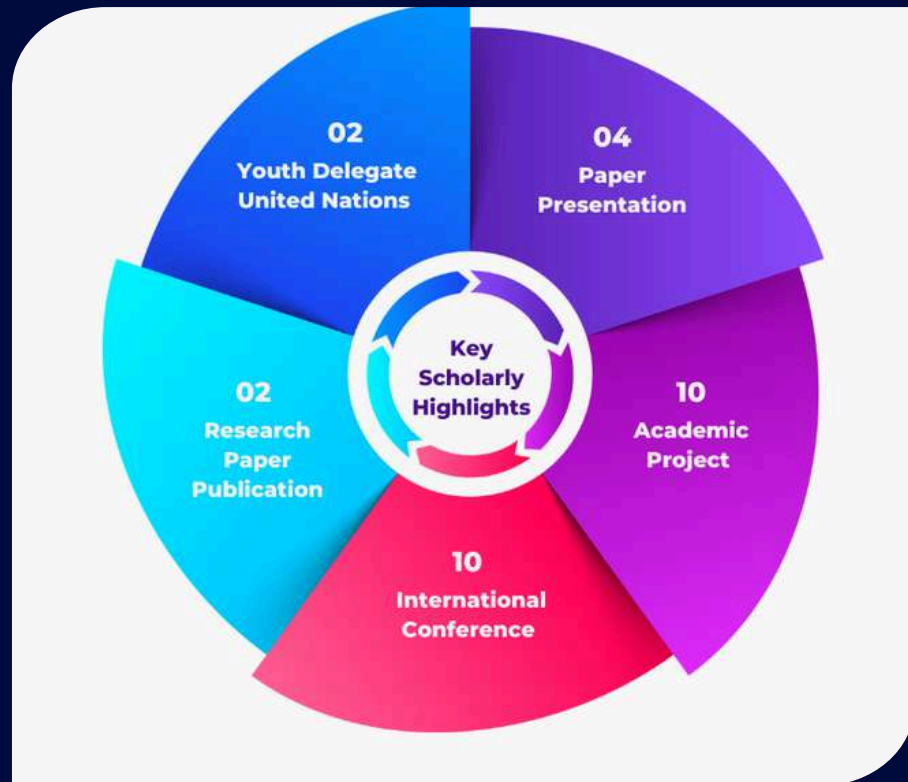 02
Youth Delegate
United Nations
04
Paper
Presentation
Key
Scholarly
Highlights
02
Research
Paper
Publication
10
Academic
Project
10
International
Conference